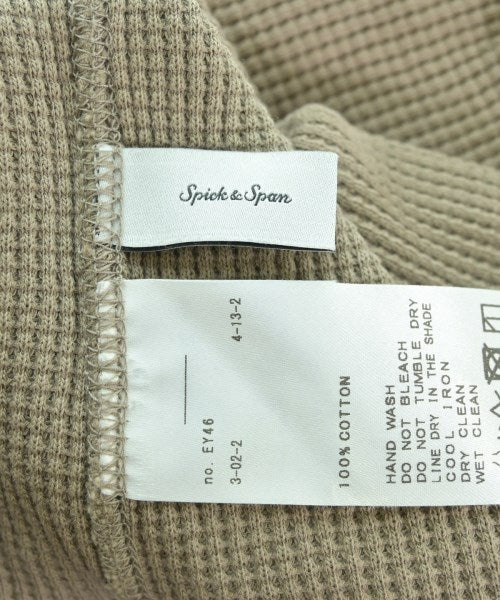 Spick & Span
no. EY46
3-02-2
4-13-2
100% COTTON
HAND WASH
DO NOT BLEACH
DO NOT TUMBLE DRY
LINE DRY IN THE SHADE
COOL IRON
DRY CLEAN
WET CLEAN